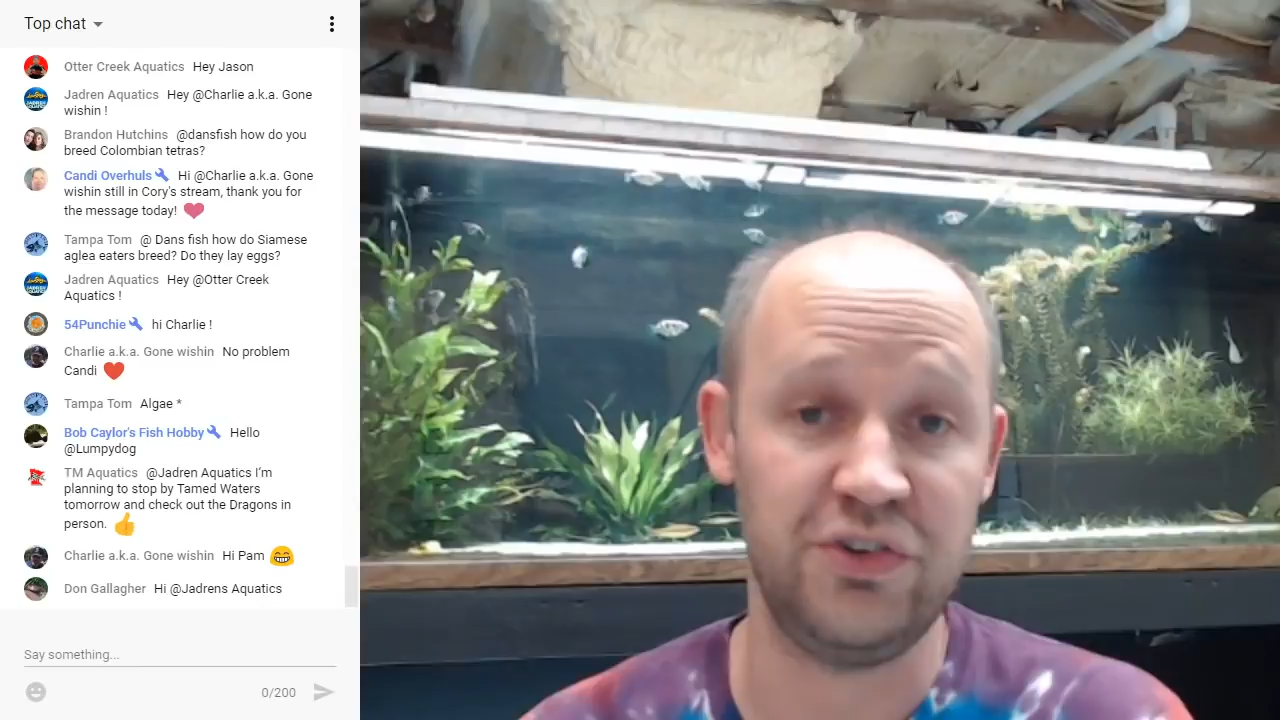 Top chat
Otter Creek Aquatics Hey Jason
Jadren Aquatics Hey @Charlie a.k.a. Gone
wishin !
Brandon Hutchins @dansfish how do you
breed Colombian tetras?
Candi Overhuls Hi @Charlie a.k.a. Gone
wishin still in Cory's stream, thank you for
the message today!
Tampa Tom @ Dans fish how do Siamese
aglea eaters breed? Do they lay eggs?
Jadren Aquatics Hey @Otter Creek
Aquatics !
54Punchie hi Charlie !
Charlie a.k.a. Gone wishin No problem
Candi
Tampa Tom Algae *
Bob Caylor's Fish Hobby Hello
@Lumpydog
TM Aquatics @Jadren Aquatics I'm
planning to stop by Tamed Waters
tomorrow and check out the Dragons in
person.
Charlie a.k.a. Gone wishin Hi Pam
Don Gallagher Hi @Jadrens Aquatics
Say something...
0/200